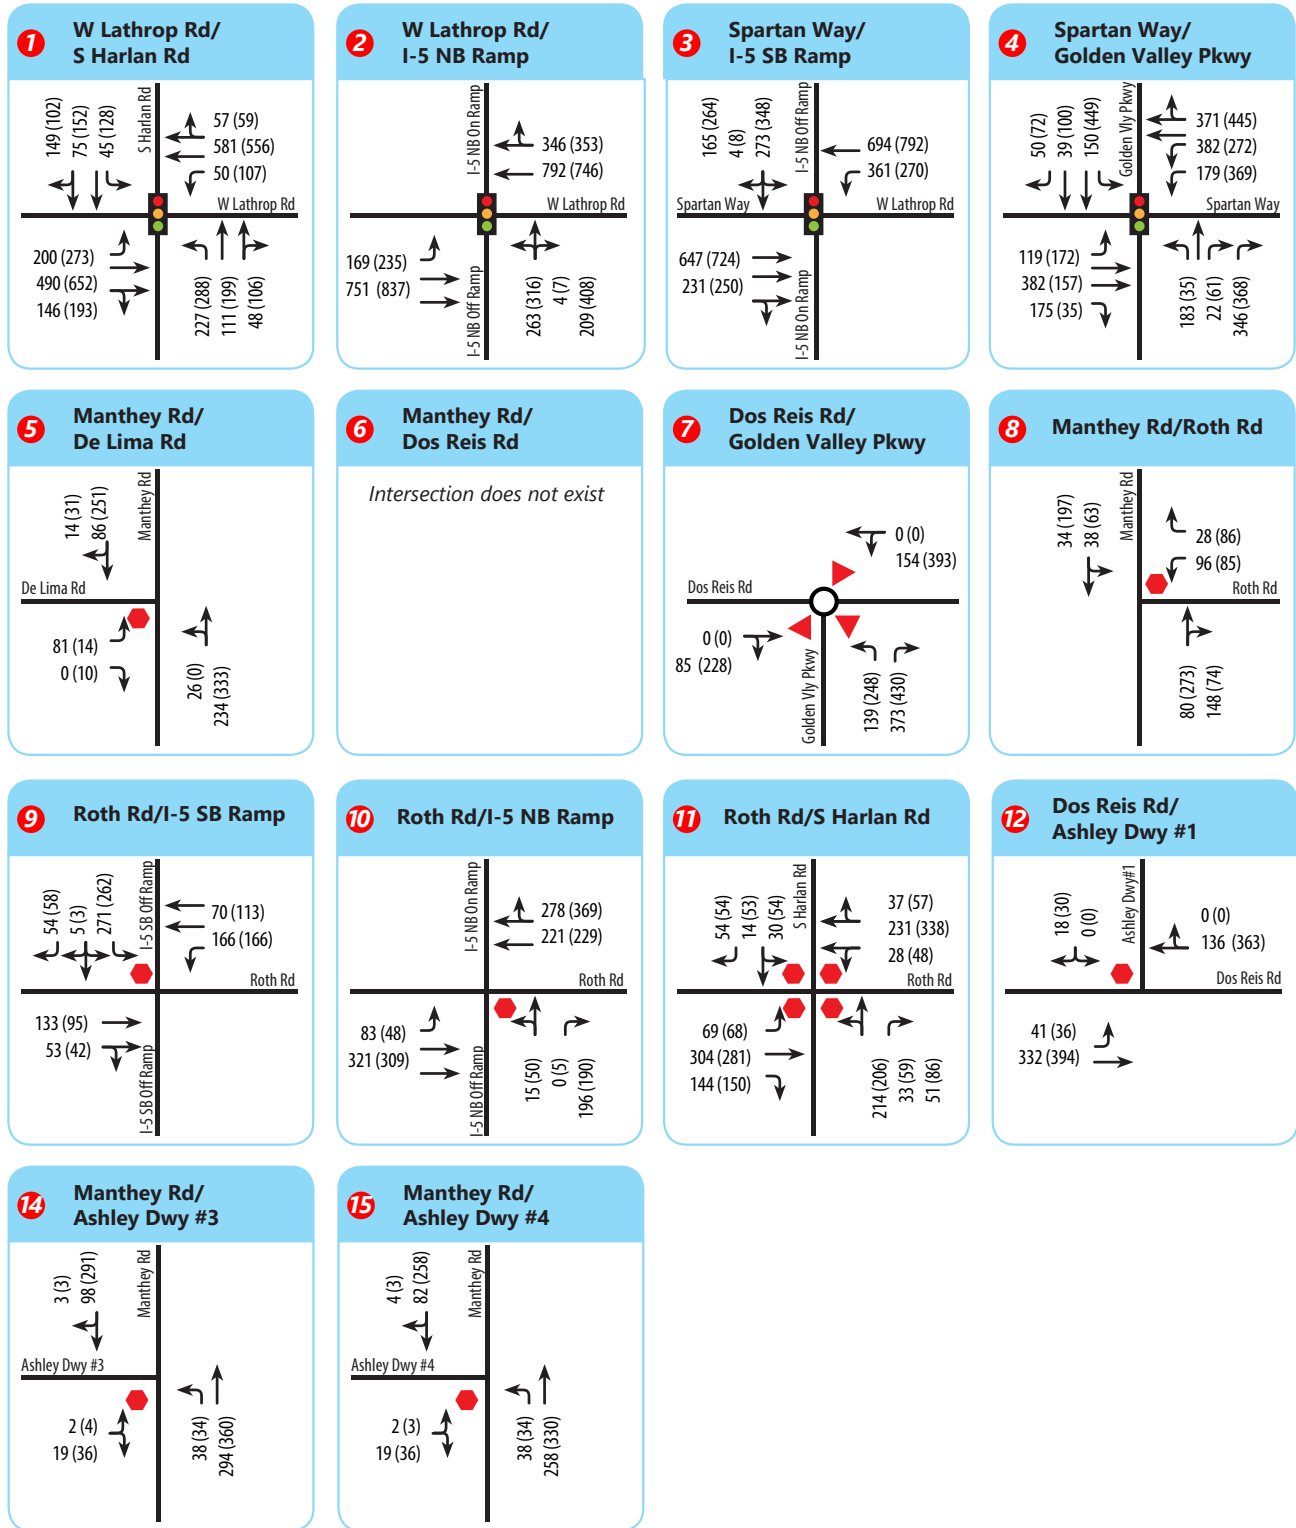 1
W Lathrop Rd/
S Harlan Rd
149 (102)
75 (152)
45 (128)
S Harlan Rd
57 (59)
581 (556)
50 (107)
W Lathrop Rd
200 (273)
490 (652)
146 (193)
227 (288)
111 (199)
48 (106)
2
W Lathrop Rd/
I-5 NB Ramp
I-5 NB On Ramp
346 (353)
792 (746)
W Lathrop Rd
169 (235)
751 (837)
I-5 NB Off Ramp
263 (316)
4 (7)
209 (408)
3
Spartan Way/
I-5 SB Ramp
165 (264)
4 (8)
273 (348)
I-5 NB Off Ramp
694 (792)
361 (270)
Spartan Way
W Lathrop Rd
647 (724)
231 (250)
I-5 NB On Ramp
4
Spartan Way/
Golden Valley Pkwy
50 (72)
39 (100)
150 (449)
Golden Vly Pkwy
371 (445)
382 (272)
179 (369)
Spartan Way
119 (172)
382 (157)
175 (35)
183 (35)
22 (61)
346 (368)
5
Manthey Rd/
De Lima Rd
14 (31)
86 (251)
Manthey Rd
De Lima Rd
81 (14)
0 (10)
26 (0)
234 (333)
6
Manthey Rd/
Dos Reis Rd
Intersection does not exist
7
Dos Reis Rd/
Golden Valley Pkwy
0 (0)
154 (393)
Dos Reis Rd
0 (0)
85 (228)
Golden Vly Pkwy
139 (248)
373 (430)
8
Manthey Rd/Roth Rd
34 (197)
38 (63)
Manthey Rd
28 (86)
96 (85)
Roth Rd
80 (273)
148 (74)
9
Roth Rd/I-5 SB Ramp
54 (58)
5 (3)
271 (262)
I-5 SB Off Ramp
70 (113)
166 (166)
Roth Rd
133 (95)
53 (42)
I-5 SB Off Ramp
10
Roth Rd/I-5 NB Ramp
I-5 NB On Ramp
278 (369)
221 (229)
Roth Rd
83 (48)
321 (309)
I-5 NB Off Ramp
15 (50)
0 (5)
196 (190)
11
Roth Rd/S Harlan Rd
54 (54)
14 (53)
30 (54)
S Harlan Rd
37 (57)
231 (338)
28 (48)
Roth Rd
69 (68)
304 (281)
144 (150)
214 (206)
33 (59)
51 (86)
12
Dos Reis Rd/
Ashley Dwy #1
18 (30)
0 (0)
Ashley Dwy#1
0 (0)
136 (363)
Dos Reis Rd
41 (36)
332 (394)
14
Manthey Rd/
Ashley Dwy #3
3 (3)
98 (291)
Manthey Rd
Ashley Dwy #3
2 (4)
19 (36)
38 (34)
294 (360)
15
Manthey Rd/
Ashley Dwy #4
4 (3)
82 (258)
Manthey Rd
Ashley Dwy #4
2 (3)
19 (36)
38 (34)
258 (330)